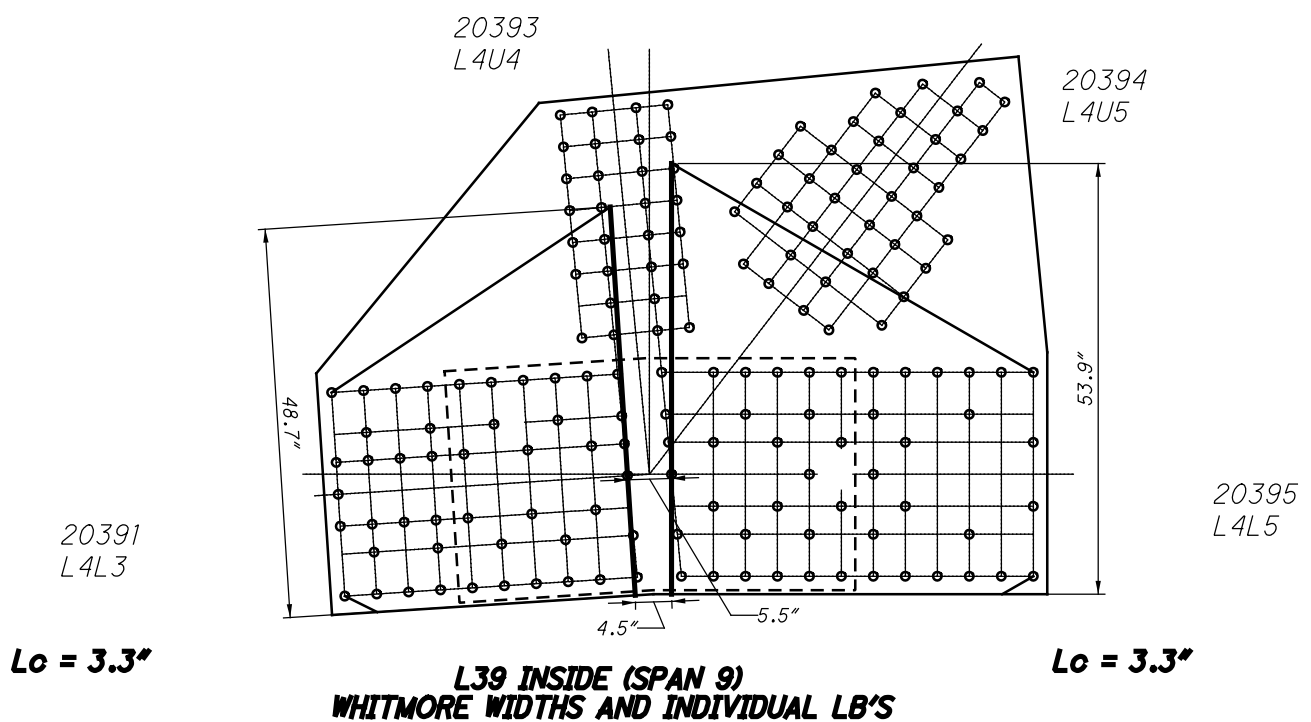 20393
L4U4
20394
L4U5
48.7"
53.9"
20391
L4L3
20395
L4L5
4.5"
5.5"
Lc = 3.3"
Lc = 3.3"
L39 INSIDE (SPAN 9)
WHITMORE WIDTHS AND INDIVIDUAL LB'S